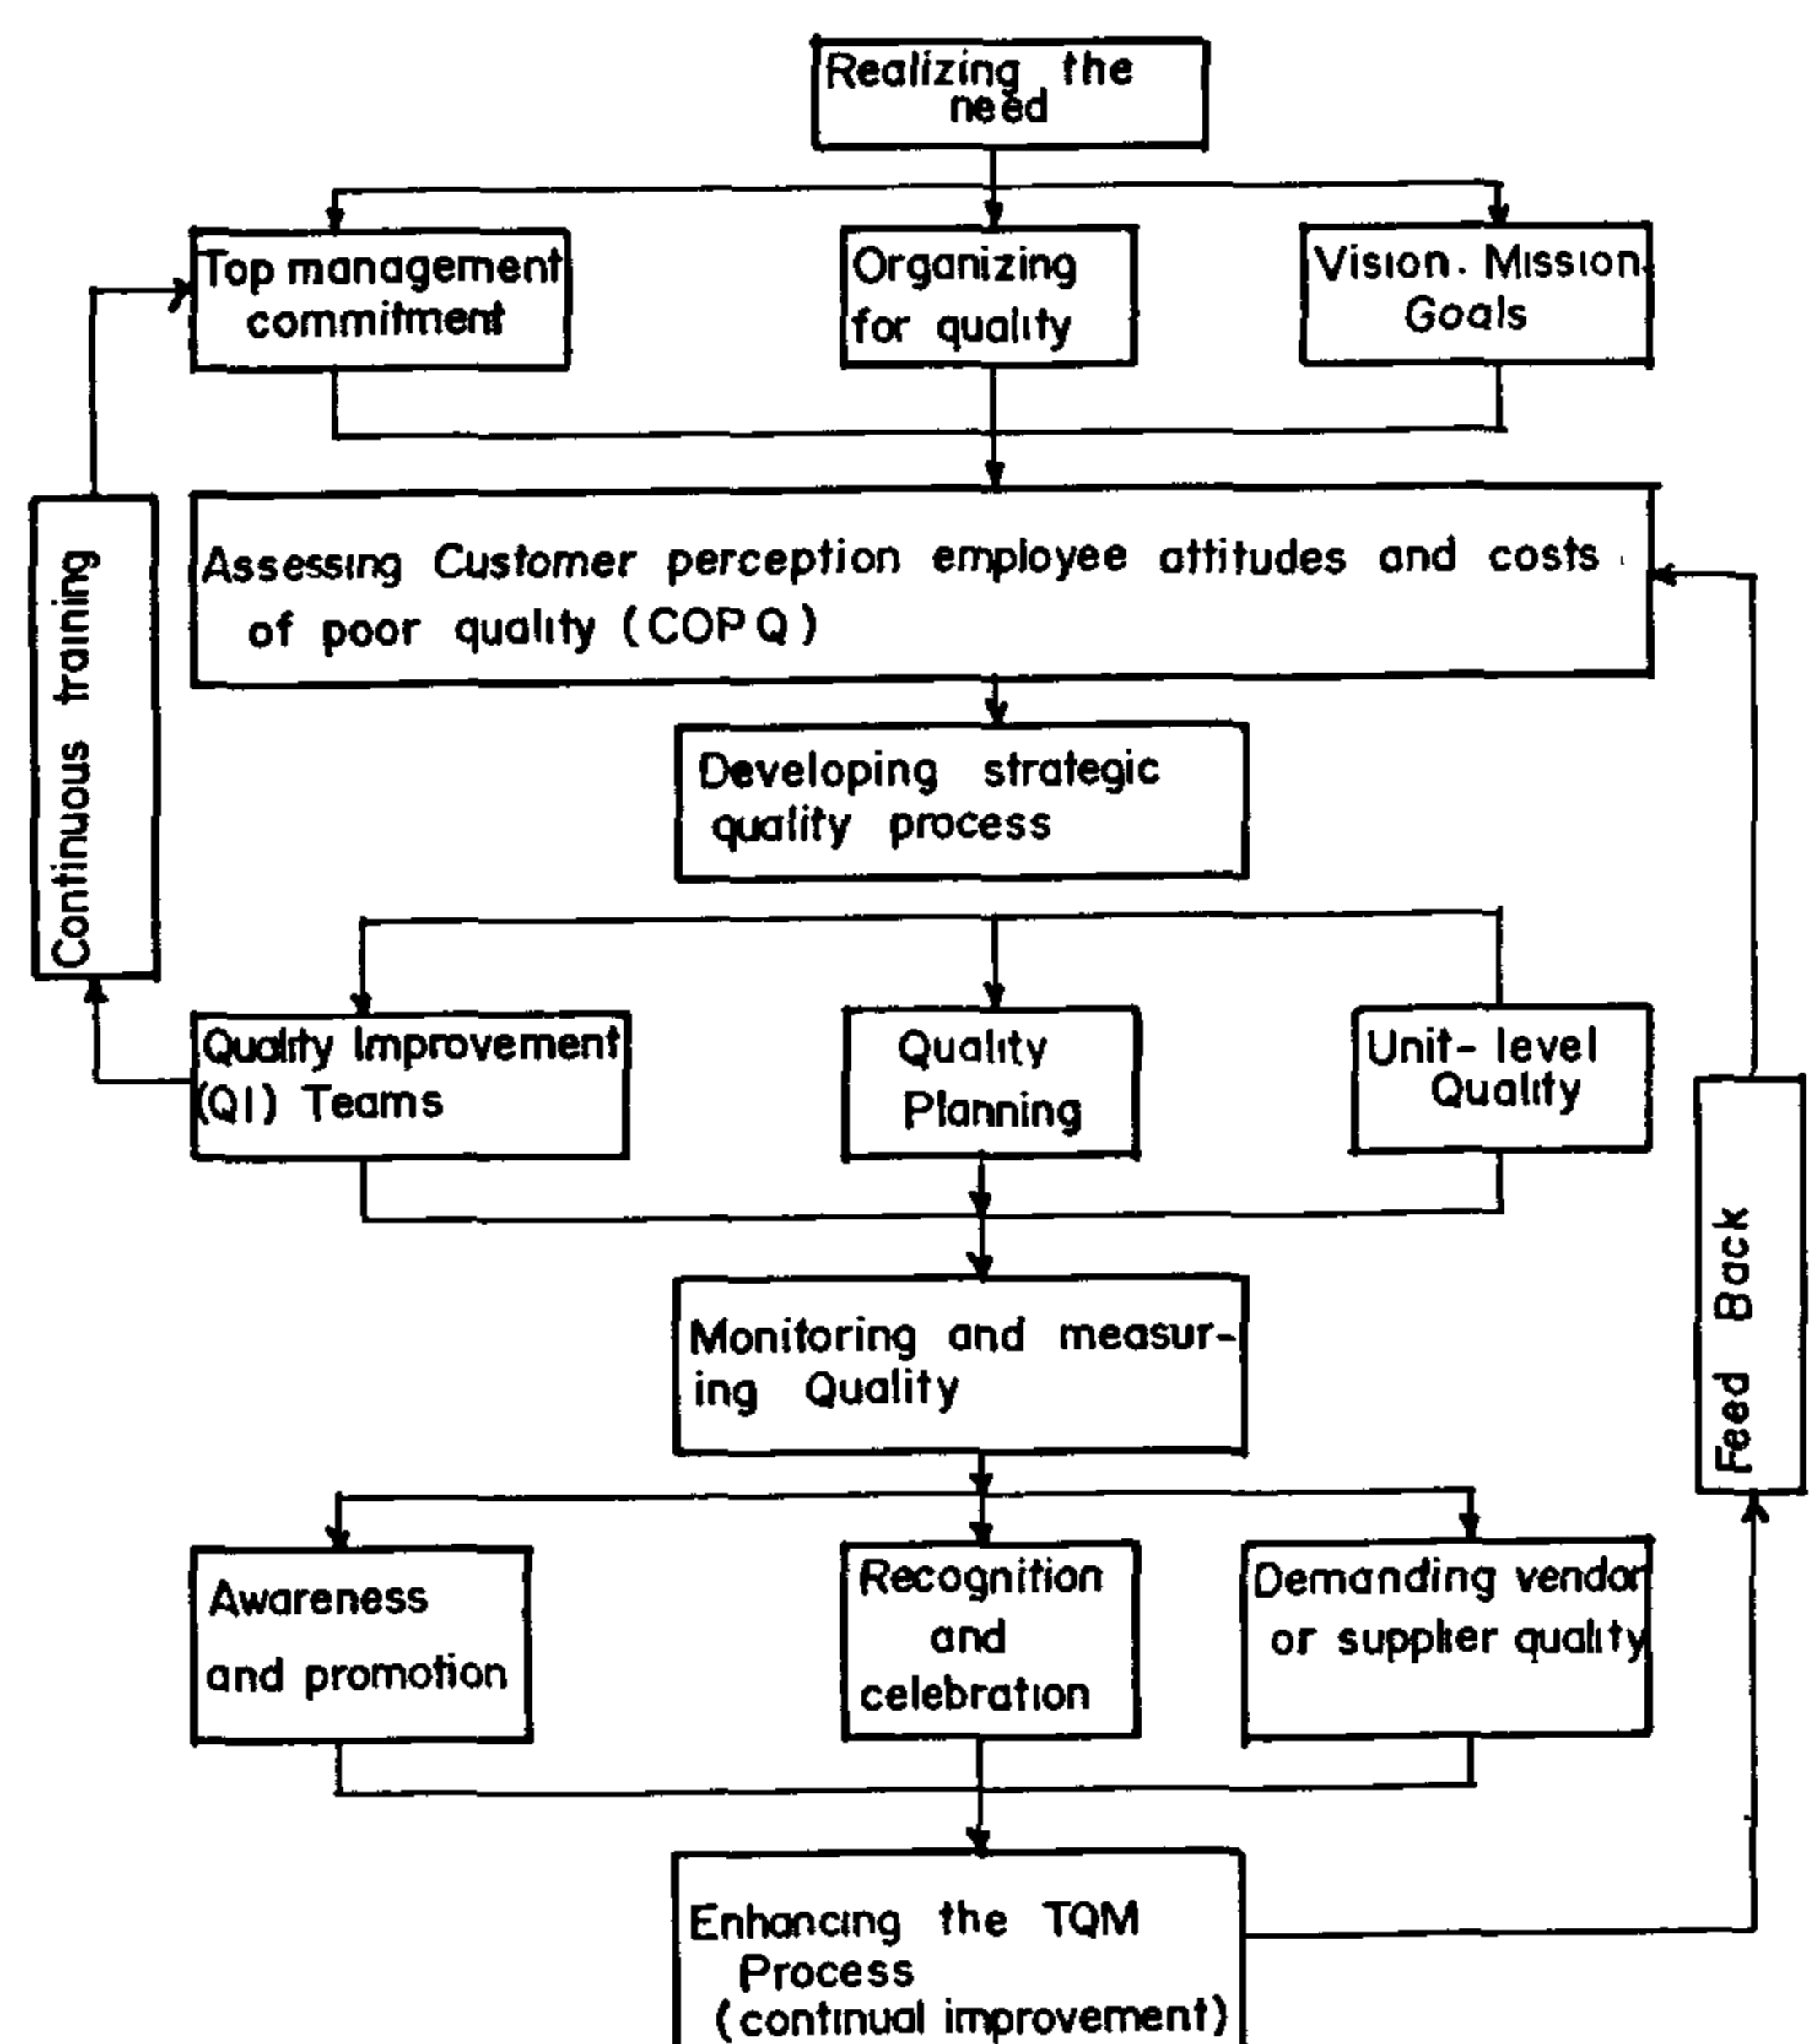 Realizing the
need
Top management
commitment
Organizing
for quality
Vision. Mission.
Goals
Continuous training
Assessing Customer perception employee attitudes and costs
of poor quality (COPQ)
Developing strategic
quality process
Quality Improvement
(QI) Teams
Quality
Planning
Unit-level
Quality
Feed Back
Monitoring and measur-
ing Quality
Awareness
and promotion
Recognition
and
celebration
Demanding vendor
or supplier quality
Enhancing the TQM
Process
(continual improvement)